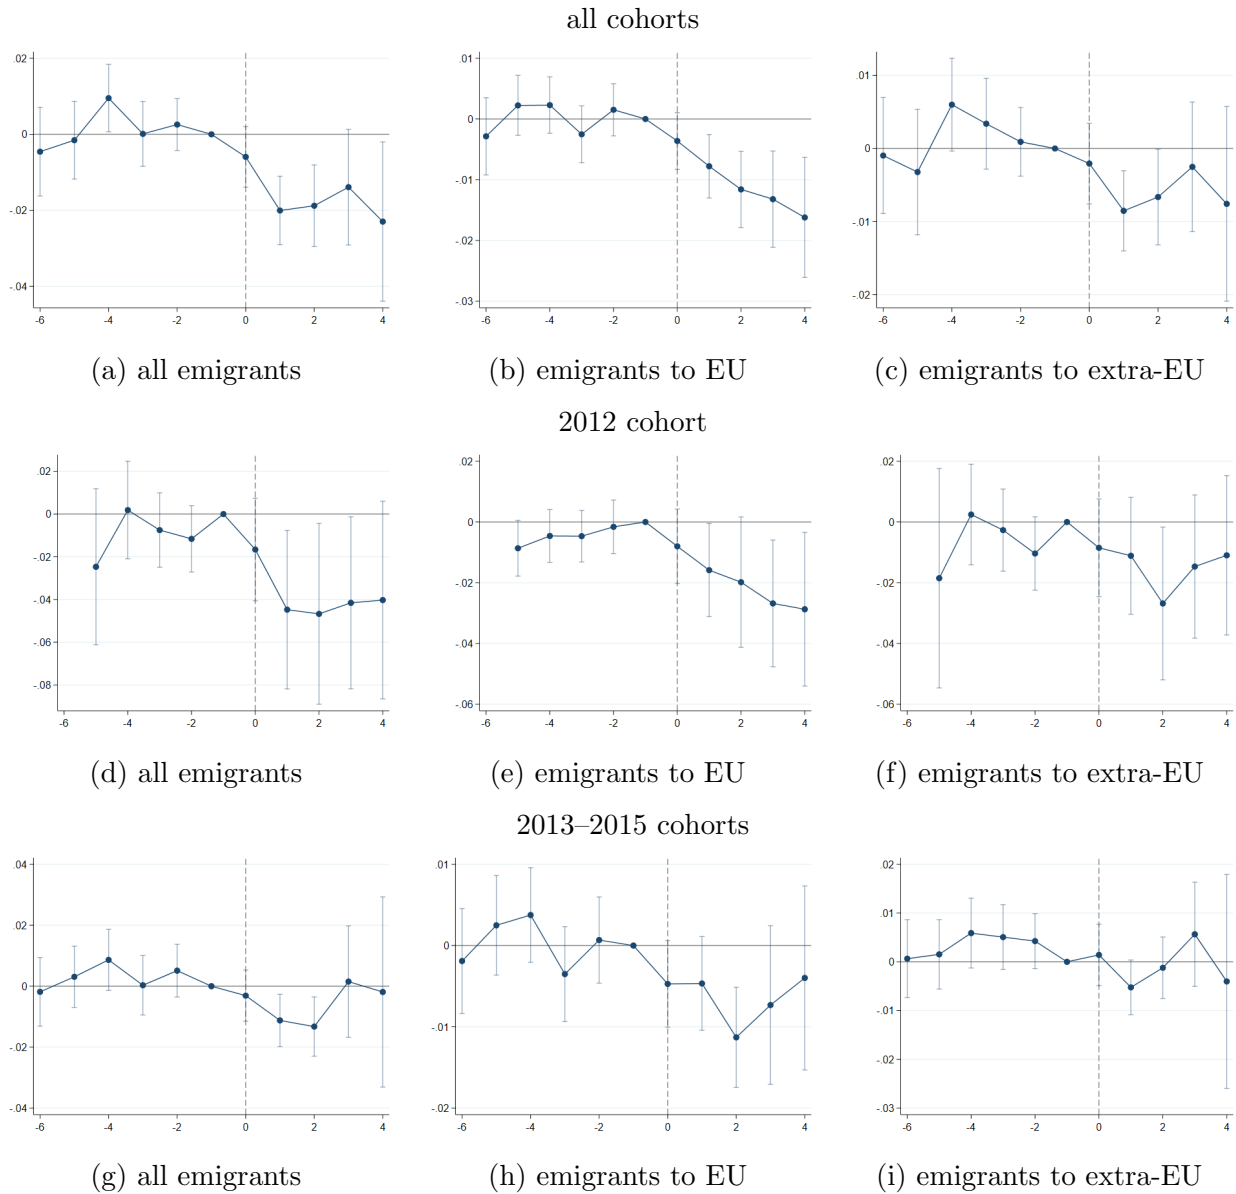 all cohorts
.02 .01 .01
0 0 0
-.02 -.01 -.01
-.04 -.02 -.02
-.03
-6 -4 -2 0 2 4 -6 -4 -2 0 2 4 -6 -4 -2 0 2 4
(a) all emigrants (b) emigrants to EU (c) emigrants to extra-EU
2012 cohort
.02 .02 .02
0 0 0
-.02 -.02 -.02
-.04 -.04 -.04
-.06 -.06 -.06
-.08
-6 -4 -2 0 2 4 -6 -4 -2 0 2 4 -6 -4 -2 0 2 4
(d) all emigrants (e) emigrants to EU (f) emigrants to extra-EU
2013–2015 cohorts
.04 .01 .02
.02 0 .01
0 -.01 0
-.02 -.02 -.01
-.04 -.02
-.03
-6 -4 -2 0 2 4 -6 -4 -2 0 2 4 -6 -4 -2 0 2 4
(g) all emigrants (h) emigrants to EU (i) emigrants to extra-EU